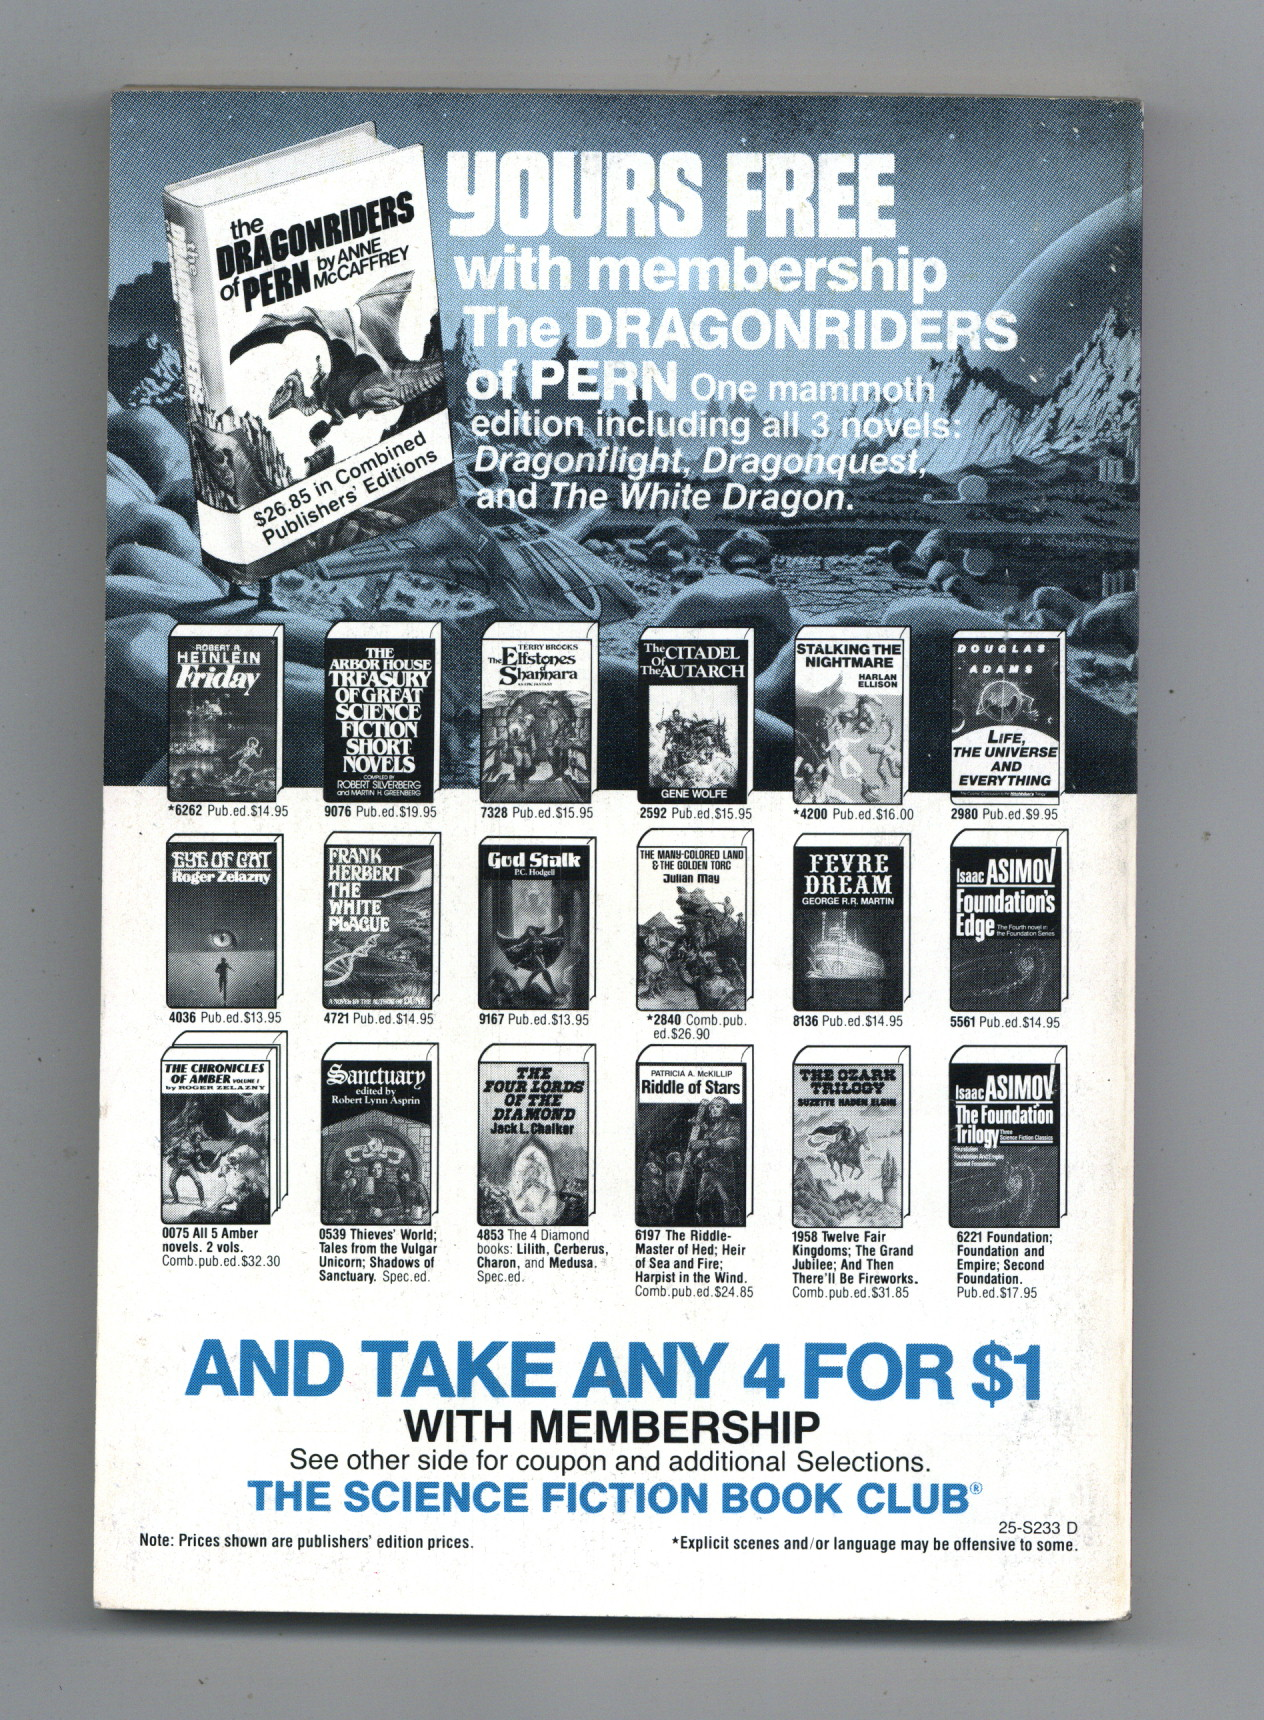 the
DRAGONRIDERS
of PERN by ANNE
McCAFFREY
$26.85 in Combined
Publishers' Editions
YOURS FREE
with membership
The DRAGONRIDERS
of PERN One mammoth
edition including all 3 novels:
Dragonflight, Dragonquest,
and The White Dragon.
ROBERT A.
HEINLEIN
Friday
*6262 Pub.ed.$14.95
THE
ARBOR HOUSE
TREASURY
OF GREAT
SCIENCE
FICTION
SHORT
NOVELS
COMPILED BY
ROBERT SILVERBERG
and MARTIN H. GREENBERG
9076 Pub.ed.$19.95
TERRY BROOKS
The Elfstones
of
Shannara
AN EPIC FANTASY
7328 Pub.ed.$15.95
The CITADEL
Of
The AUTARCH
GENE WOLFE
2592 Pub.ed.$15.95
STALKING THE
NIGHTMARE
HARLAN
ELLISON
*4200 Pub.ed.$16.00
DOUGLAS
ADAMS
LIFE,
THE UNIVERSE
AND
EVERYTHING
2980 Pub.ed.$9.95
EYE OF CAT
Roger Zelazny
4036 Pub.ed.$13.95
FRANK
HERBERT
THE
WHITE
PLAGUE
A NOVEL BY THE AUTHOR OF DUNE
4721 Pub.ed.$14.95
God Stalk
P.C. Hodgell
9167 Pub.ed.$13.95
THE MANY-COLORED LAND
& THE GOLDEN TORC
Julian May
*2840 Comb.pub.
ed.$26.90
FEVRE
DREAM
GEORGE R.R. MARTIN
8136 Pub.ed.$14.95
Isaac ASIMOV
Foundation's
Edge The Fourth novel in
the Foundation Series
5561 Pub.ed.$14.95
THE CHRONICLES
OF AMBER VOLUME I
by ROGER ZELAZNY
0075 All 5 Amber
novels. 2 vols.
Comb.pub.ed.$32.30
Sanctuary
edited by
Robert Lynn Asprin
0539 Thieves' World;
Tales from the Vulgar
Unicorn; Shadows of
Sanctuary. Spec.ed.
THE
FOUR LORDS
OF THE
DIAMOND
Jack L. Chalker
4853 The 4 Diamond
books: Lilith, Cerberus,
Charon, and Medusa.
Spec.ed.
PATRICIA A. McKILLIP
Riddle of Stars
6197 The Riddle-
Master of Hed; Heir
of Sea and Fire;
Harpist in the Wind.
Comb.pub.ed.$24.85
THE OZARK
TRILOGY
SUZETTE HADEN ELGIN
1958 Twelve Fair
Kingdoms; The Grand
Jubilee; And Then
There'll Be Fireworks.
Comb.pub.ed.$31.85
Isaac ASIMOV
The Foundation
Trilogy Three
Science Fiction Classics
Foundation
Foundation And Empire
Second Foundation
6221 Foundation;
Foundation and
Empire; Second
Foundation.
Pub.ed.$17.95
AND TAKE ANY 4 FOR $1
WITH MEMBERSHIP
See other side for coupon and additional Selections.
THE SCIENCE FICTION BOOK CLUB®
25-S233 D
Note: Prices shown are publishers' edition prices.
*Explicit scenes and/or language may be offensive to some.